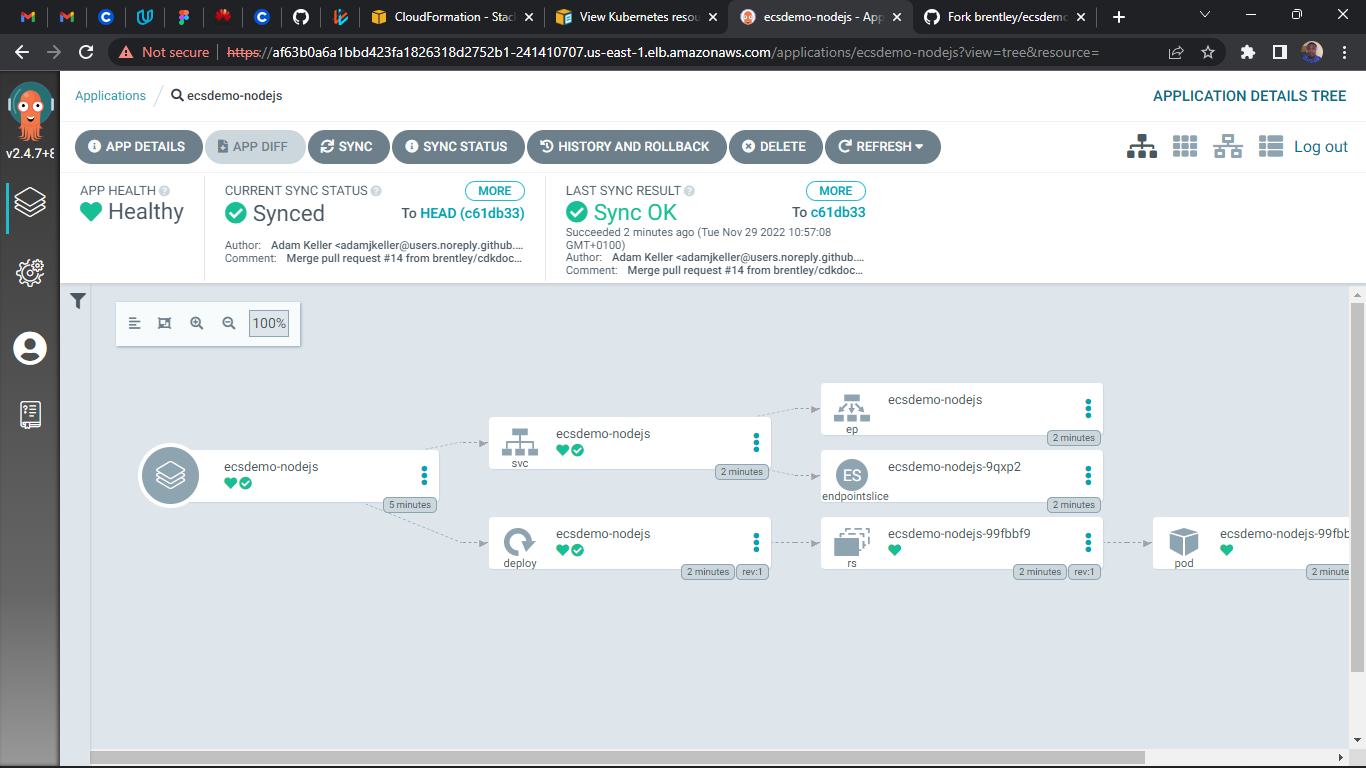 CloudFormation - Stac
View Kubernetes resou
ecsdemo-nodejs - App
Fork brentley/ecsdemo
Not secure
https://af63b0a6a1bbd423fa1826318d2752b1-241410707.us-east-1.elb.amazonaws.com/applications/ecsdemo-nodejs?view=tree&resource=
v2.4.7+8
Applications
ecsdemo-nodejs
APPLICATION DETAILS TREE
APP DETAILS
APP DIFF
SYNC
SYNC STATUS
HISTORY AND ROLLBACK
DELETE
REFRESH
Log out
APP HEALTH
Healthy
CURRENT SYNC STATUS
MORE
Synced
To HEAD (c61db33)
Author: Adam Keller <adamjkeller@users.noreply.github....
Comment: Merge pull request #14 from brentley/cdkdoc...
LAST SYNC RESULT
MORE
Sync OK
To c61db33
Succeeded 2 minutes ago (Tue Nov 29 2022 10:57:08
GMT+0100)
Author: Adam Keller <adamjkeller@users.noreply.github....
Comment: Merge pull request #14 from brentley/cdkdoc...
100%
ecsdemo-nodejs
5 minutes
ecsdemo-nodejs
svc
2 minutes
ecsdemo-nodejs
deploy
2 minutes
rev:1
ecsdemo-nodejs
ep
2 minutes
ES
ecsdemo-nodejs-9qxp2
endpointslice
2 minutes
ecsdemo-nodejs-99fbbf9
rs
2 minutes
rev:1
ecsdemo-nodejs-99fbb
pod
2 minute